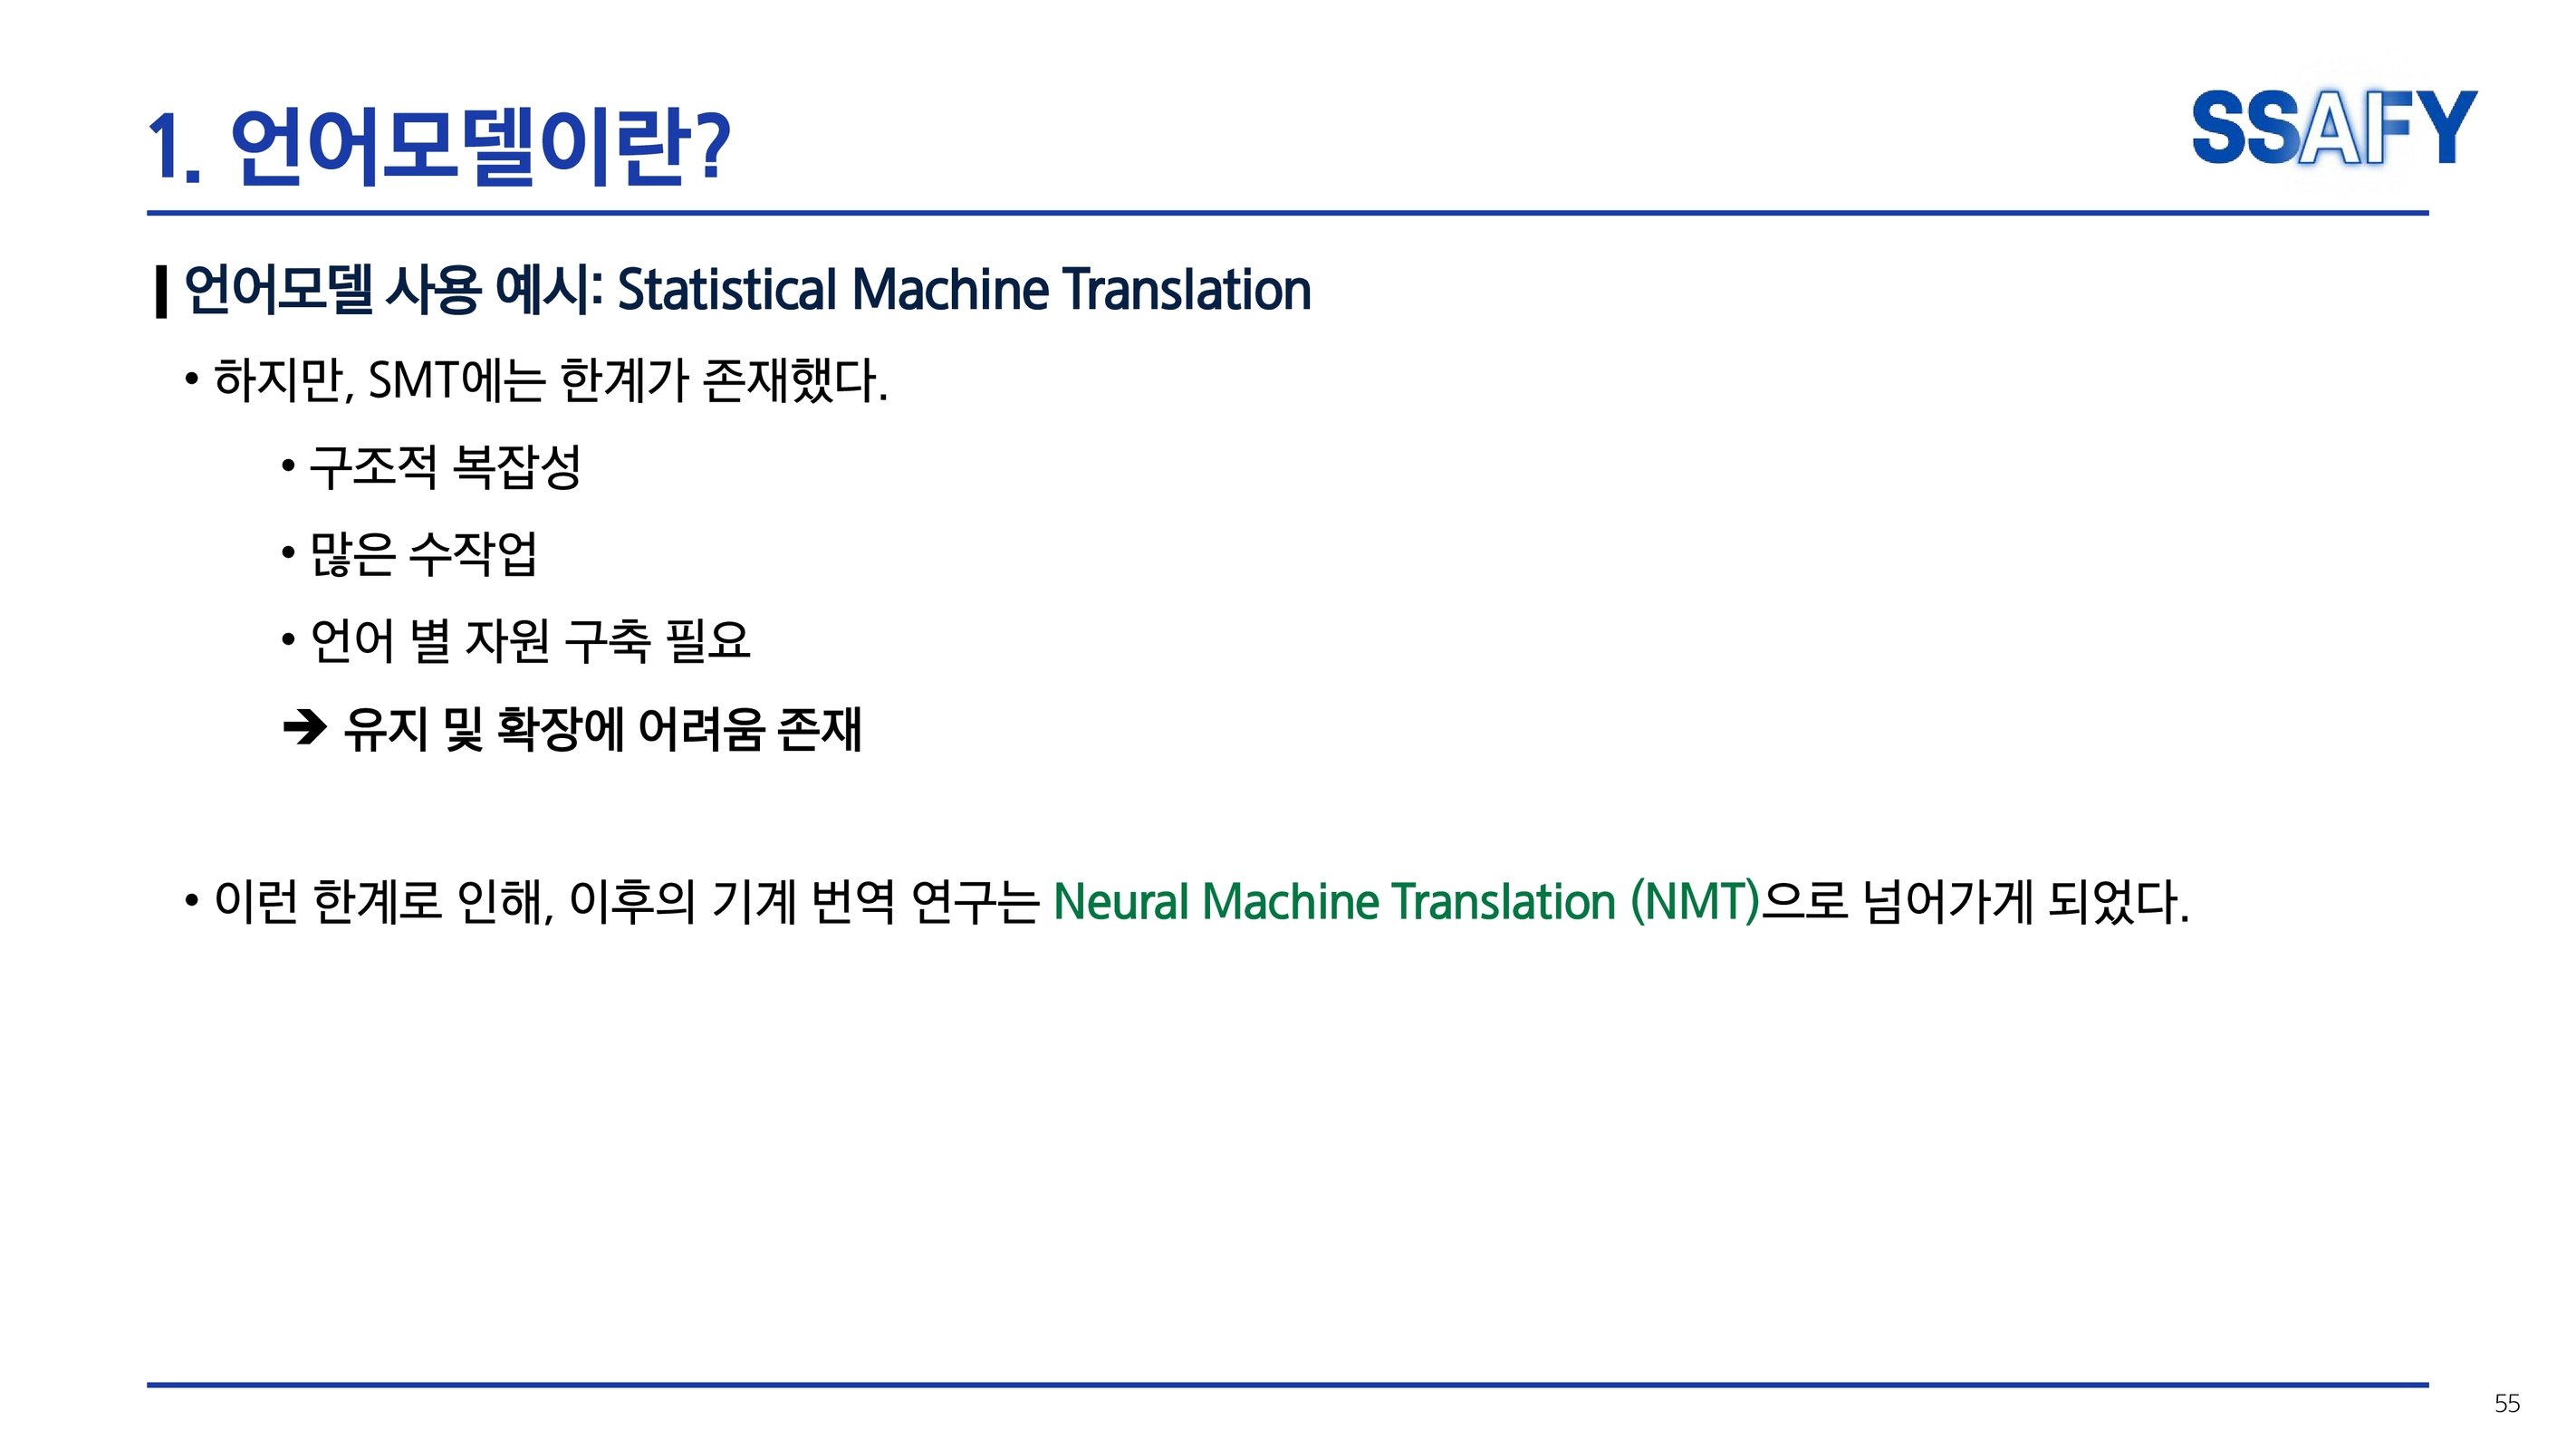 1. 언어모델이란?
SSAFY
언어모델 사용 예시: Statistical Machine Translation
• 하지만, SMT에는 한계가 존재했다.
• 구조적 복잡성
• 많은 수작업
• 언어 별 자원 구축 필요
➔ 유지 및 확장에 어려움 존재
• 이런 한계로 인해, 이후의 기계 번역 연구는 Neural Machine Translation (NMT)으로 넘어가게 되었다.
55